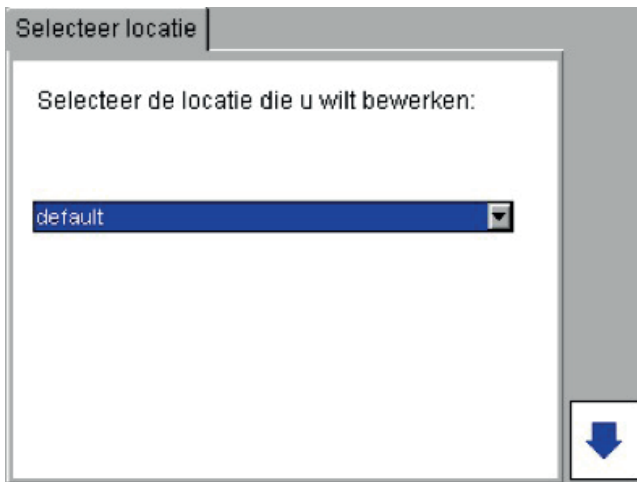 Selecteer locatie
Selecteer de locatie die u wilt bewerken:
default